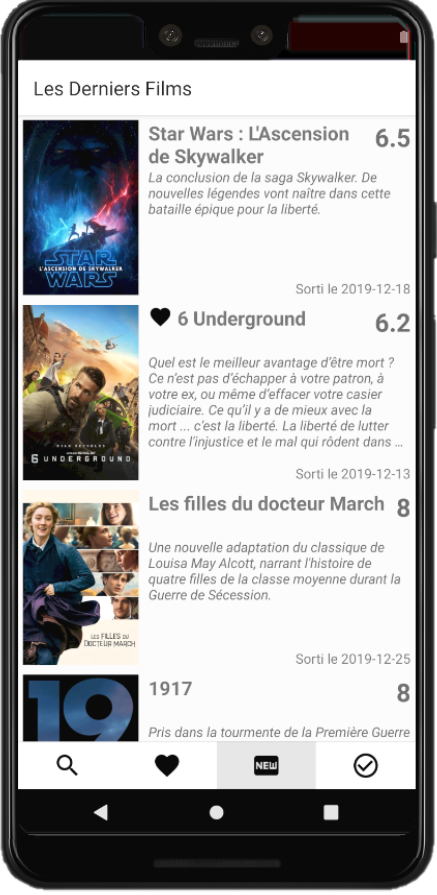 Les Derniers Films
Star Wars : L'Ascension
de Skywalker
6.5
La conclusion de la saga Skywalker. De
nouvelles légendes vont naître dans cette
bataille épique pour la liberté.
STAR
L'ASCENSION DE SKYWALKER
WARS
Sorti le 2019-12-18
6 Underground
6.2
Quel est le meilleur avantage d'être mort ?
Ce n'est pas d'échapper à votre patron, à
votre ex, ou même d'effacer votre casier
judiciaire. Ce qu'il y a de mieux avec la
mort ... c'est la liberté. La liberté de lutter
contre l'injustice et le mal qui rôdent dans ...
RYAN REYNOLDS
6 UNDERGROUND
Sorti le 2019-12-13
Les filles du docteur March
8
Une nouvelle adaptation du classique de
Louisa May Alcott, narrant l'histoire de
quatre filles de la classe moyenne durant la
Guerre de Sécession.
LES FILLES DU
DOCTEUR MARCH
Sorti le 2019-12-25
1917
8
19
Pris dans la tourmente de la Première Guerre
NEW